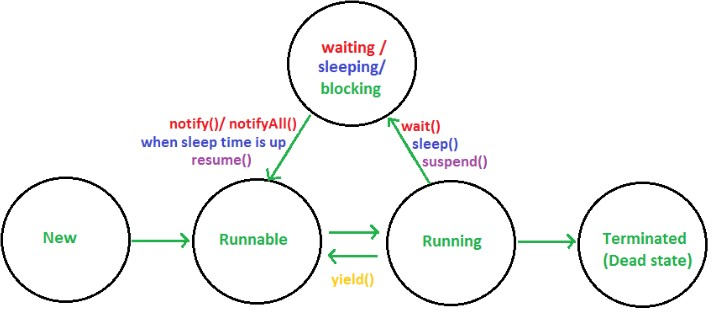 waiting /
sleeping/
blocking
notify()/ notifyAll()
when sleep time is up
resume()
wait()
sleep()
suspend()
New
Runnable
Running
Terminated
(Dead state)
yield()